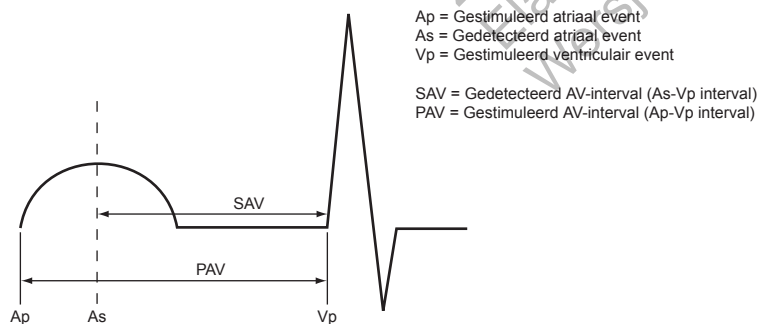 Ap = Gestimuleerd atriaal event
As = Gedetecteerd atriaal event
Vp = Gestimuleerd ventriculair event
SAV = Gedetecteerd AV-interval (As-Vp interval)
PAV = Gestimuleerd AV-interval (Ap-Vp interval)
SAV
PAV
Ap
As
Vp